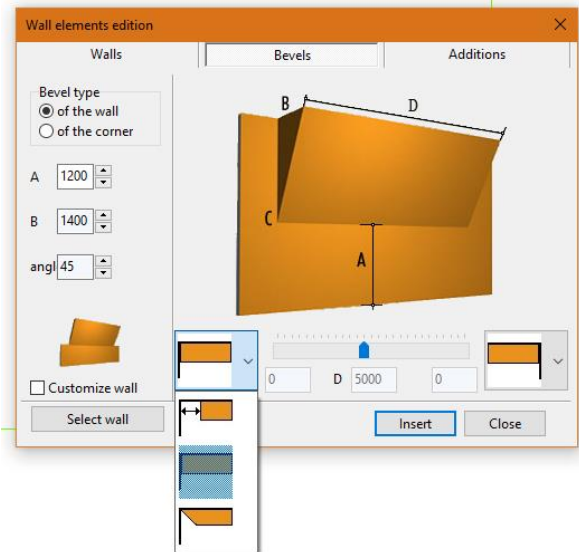 Wall elements edition
Walls
Bevels
Additions
Bevel type
of the wall
of the corner
A 1200
B 1400
angl 45
B
D
C
A
0 D 5000 0
Customize wall
Select wall
Insert
Close